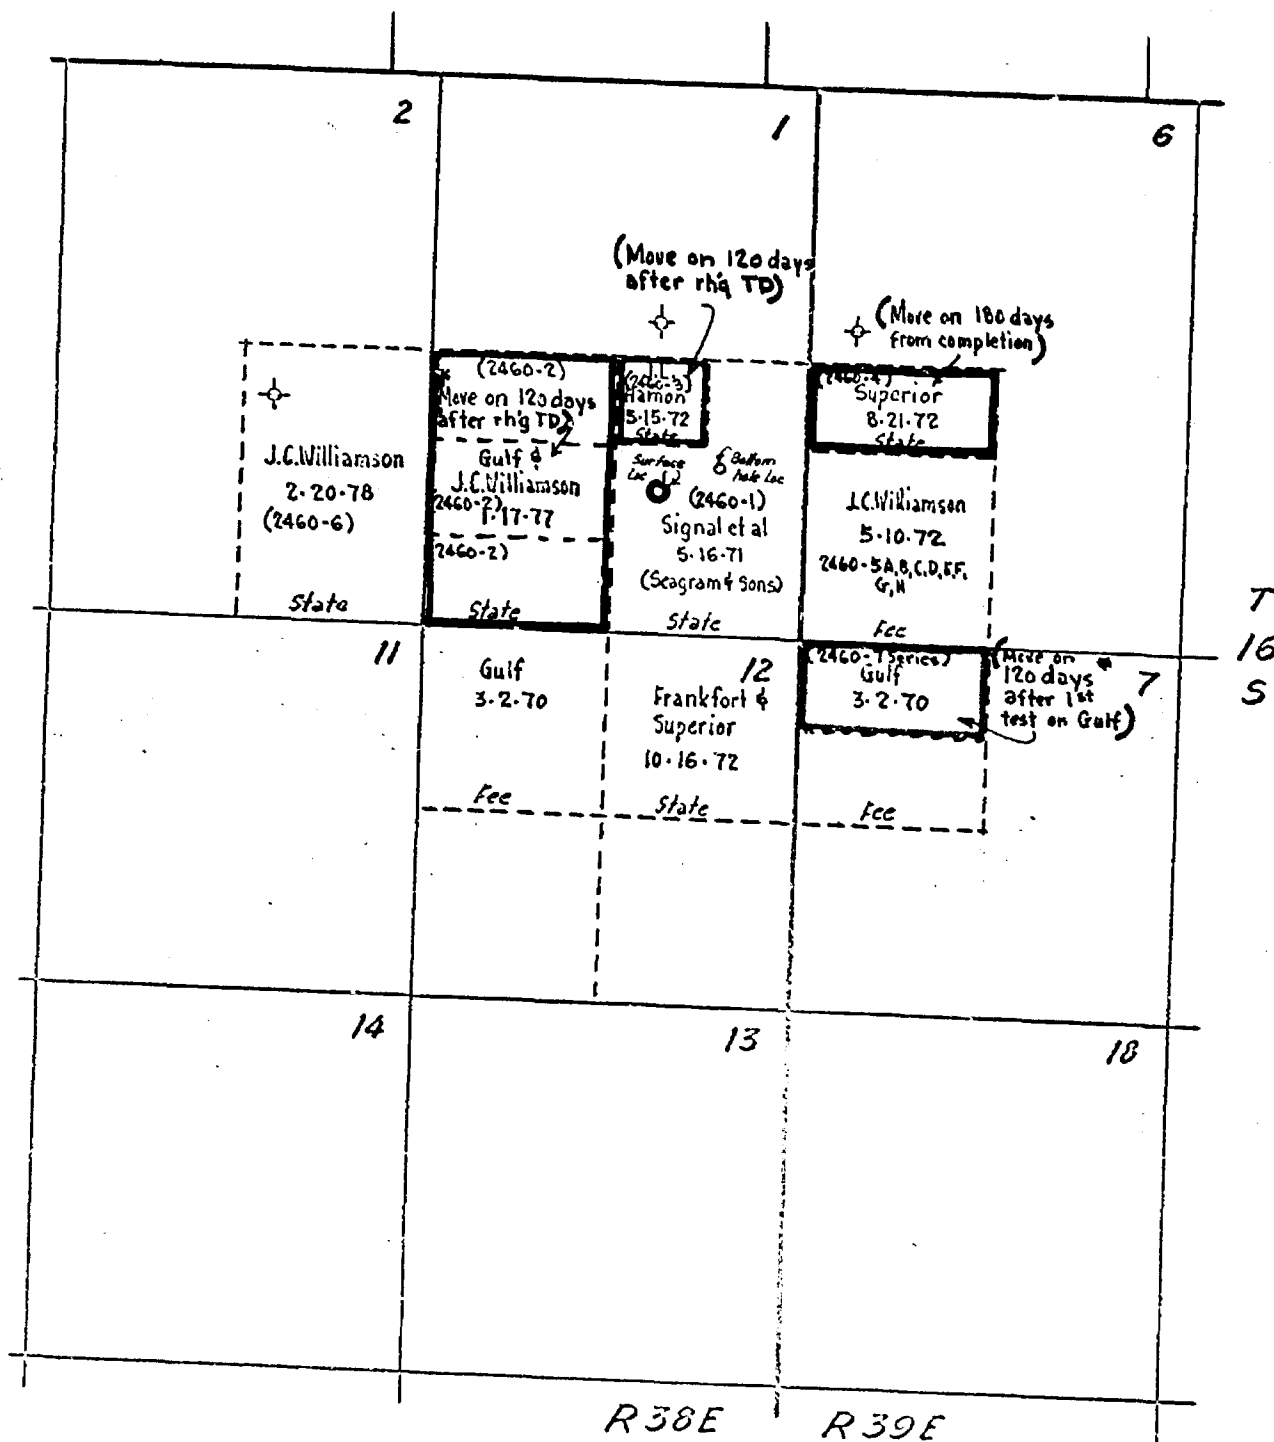 2
1
6
(Move on 120 days
after rh'g TD)
(Move on 180 days
from completion)
(2460-2)
* Move on 120 days
after rh'g TD)
Gulf &
J.C. Williamson
(2460-2)
1-17-77
(2460-2)
State
J.C. Williamson
2-20-78
(2460-6)
State
(2460-3)
Hamon
5-15-72
State
Surface
Loc
Bottom
hole Loc
(2460-1)
Signal et al
5-16-71
(Seagram & Sons)
State
(2460-4)
Superior
8-21-72
State
J.C. Williamson
5-10-72
2460-5A,B,C,D,E,F,
G,H
Fee
T
16
S
11
12
7
Gulf
3-2-70
Fee
Frankfort &
Superior
10-16-72
State
(2460-7 Series)
Gulf
3-2-70
Fee
(Move on *
120 days
after 1st
test on Gulf)
14
13
18
R 38 E
R 39 E